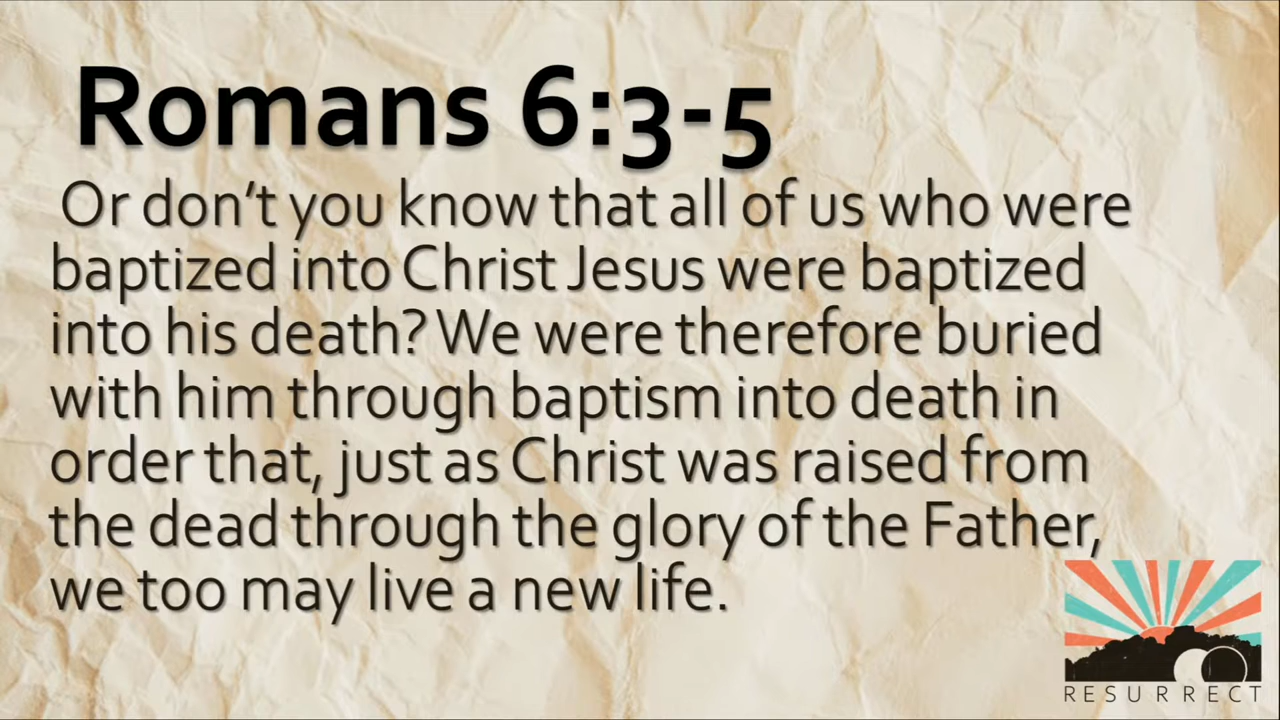 Romans 6:3-5
Or don’t you know that all of us who were
baptized into Christ Jesus were baptized
into his death? We were therefore buried
with him through baptism into death in
order that, just as Christ was raised from
the dead through the glory of the Father,
we too may live a new life.
RESURRECT